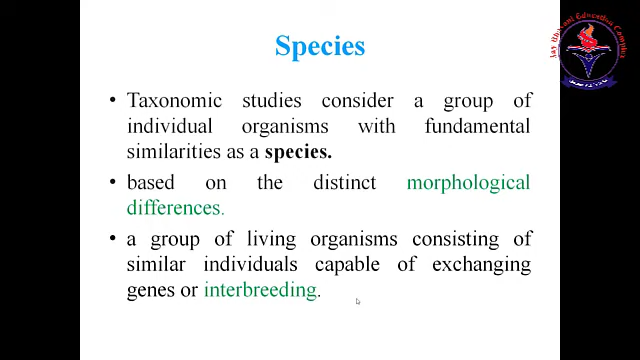 Species
• Taxonomic studies consider a group of
individual organisms with fundamental
similarities as a species.
• based on the distinct morphological
differences.
• a group of living organisms consisting of
similar individuals capable of exchanging
genes or interbreeding.